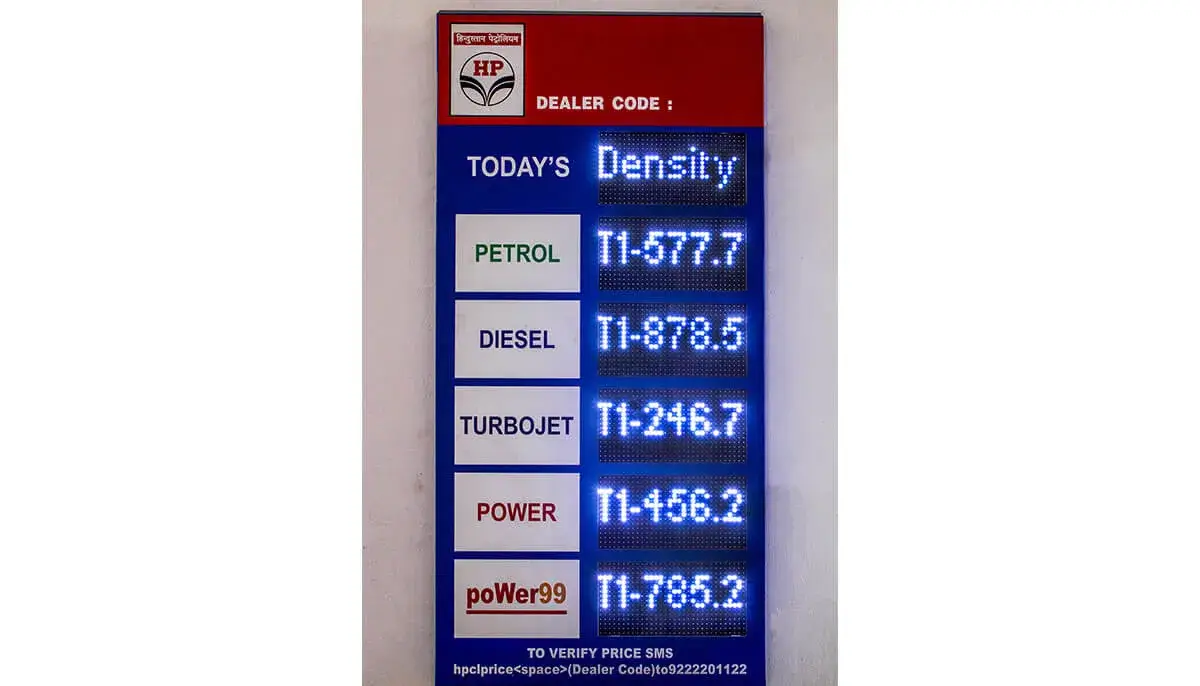 हिन्दुस्तान पेट्रोलियम
HP
DEALER CODE :
TODAY'S Density
PETROL T1-577.7
DIESEL T1-878.5
TURBOJET T1-246.7
POWER T1-456.2
poWer99 T1-785.2
TO VERIFY PRICE SMS
hpclprice<space>(Dealer Code)to9222201122